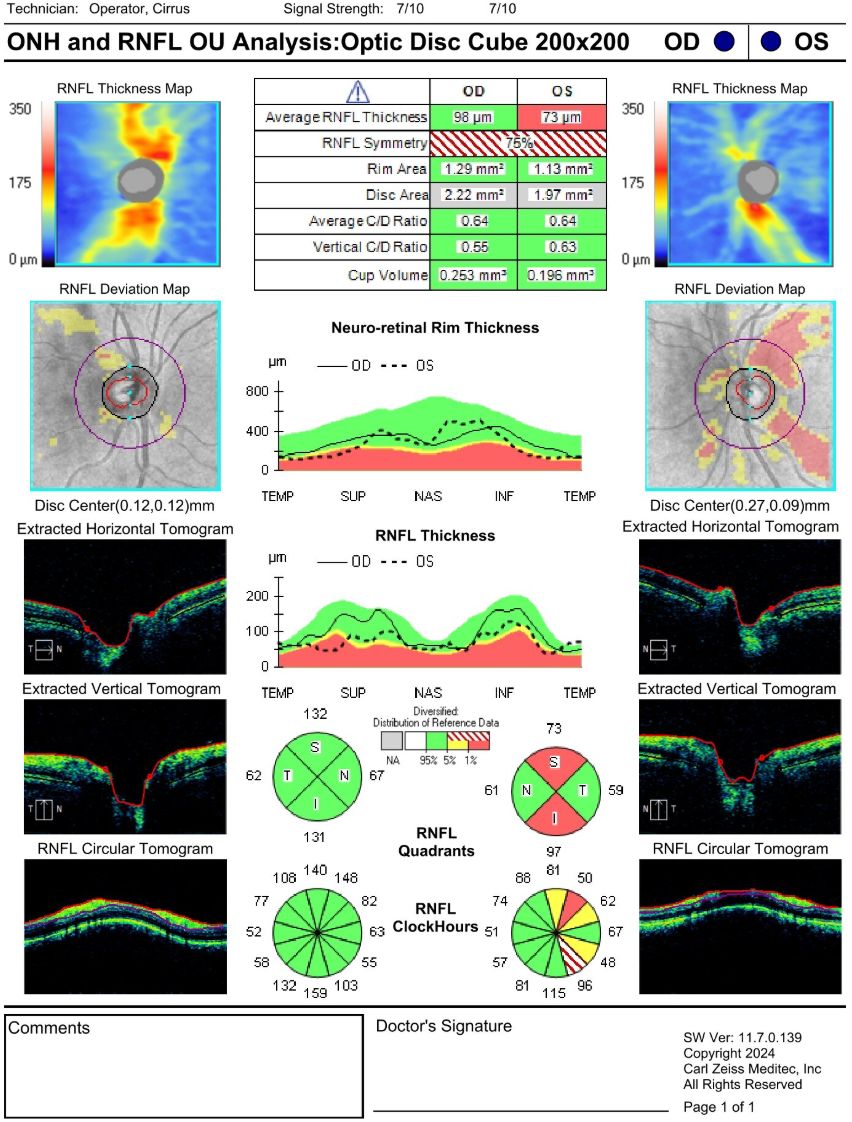 Technician: Operator, Cirrus Signal Strength: 7/10 7/10
ONH and RNFL OU Analysis:Optic Disc Cube 200x200 OD OS
RNFL Thickness Map
350
175
0 µm
OD OS
Average RNFL Thickness 98 µm 73 µm
RNFL Symmetry 75%
Rim Area 1.29 mm² 1.13 mm²
Disc Area 2.22 mm² 1.97 mm²
Average C/D Ratio 0.64 0.64
Vertical C/D Ratio 0.55 0.63
Cup Volume 0.253 mm³ 0.196 mm³
RNFL Thickness Map
350
175
0 µm
RNFL Deviation Map
Disc Center(0.12,0.12)mm
Neuro-retinal Rim Thickness
µm OD OS
800
400
0
TEMP SUP NAS INF TEMP
RNFL Deviation Map
Disc Center(0.27,0.09)mm
Extracted Horizontal Tomogram
T N
RNFL Thickness
µm OD OS
200
100
0
TEMP SUP NAS INF TEMP
Extracted Horizontal Tomogram
N T
Extracted Vertical Tomogram
T N
Diversified:
Distribution of Reference Data
NA 95% 5% 1%
132
S
62 T N 67
I
131
73
S
61 N T 59
I
97
RNFL
Quadrants
Extracted Vertical Tomogram
N T
RNFL Circular Tomogram
108 140 148
77 82
52 63
58 55
132 159 103
RNFL
ClockHours
88 81 50
74 62
51 67
57 48
81 115 96
RNFL Circular Tomogram
Comments
Doctor's Signature
SW Ver: 11.7.0.139
Copyright 2024
Carl Zeiss Meditec, Inc
All Rights Reserved
Page 1 of 1